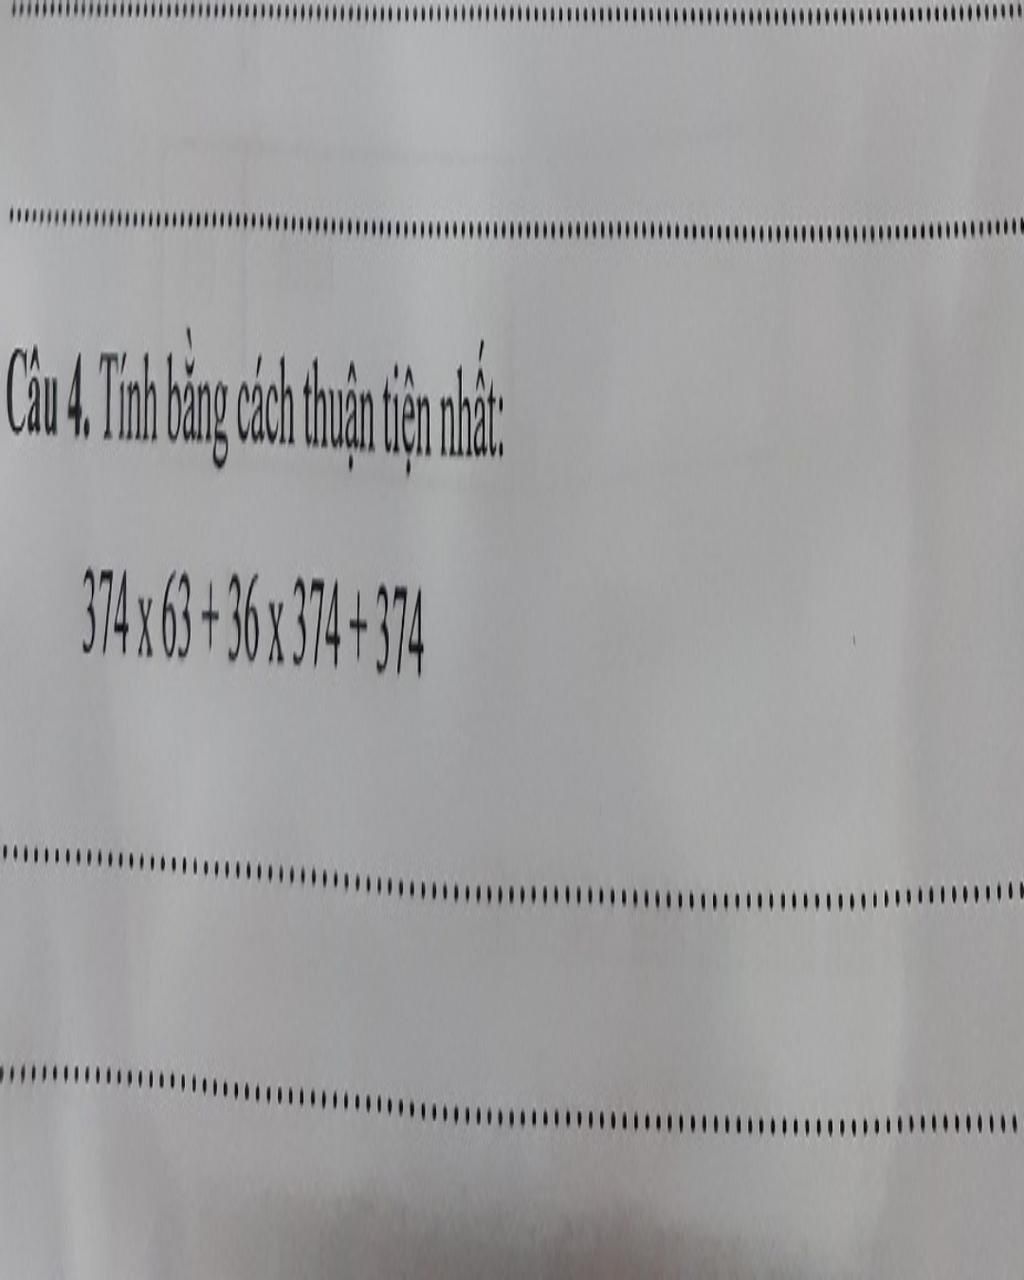 Câu 4. Tính bằng cách thuận tiện nhất:
374 x 63 + 36 x 374 + 374